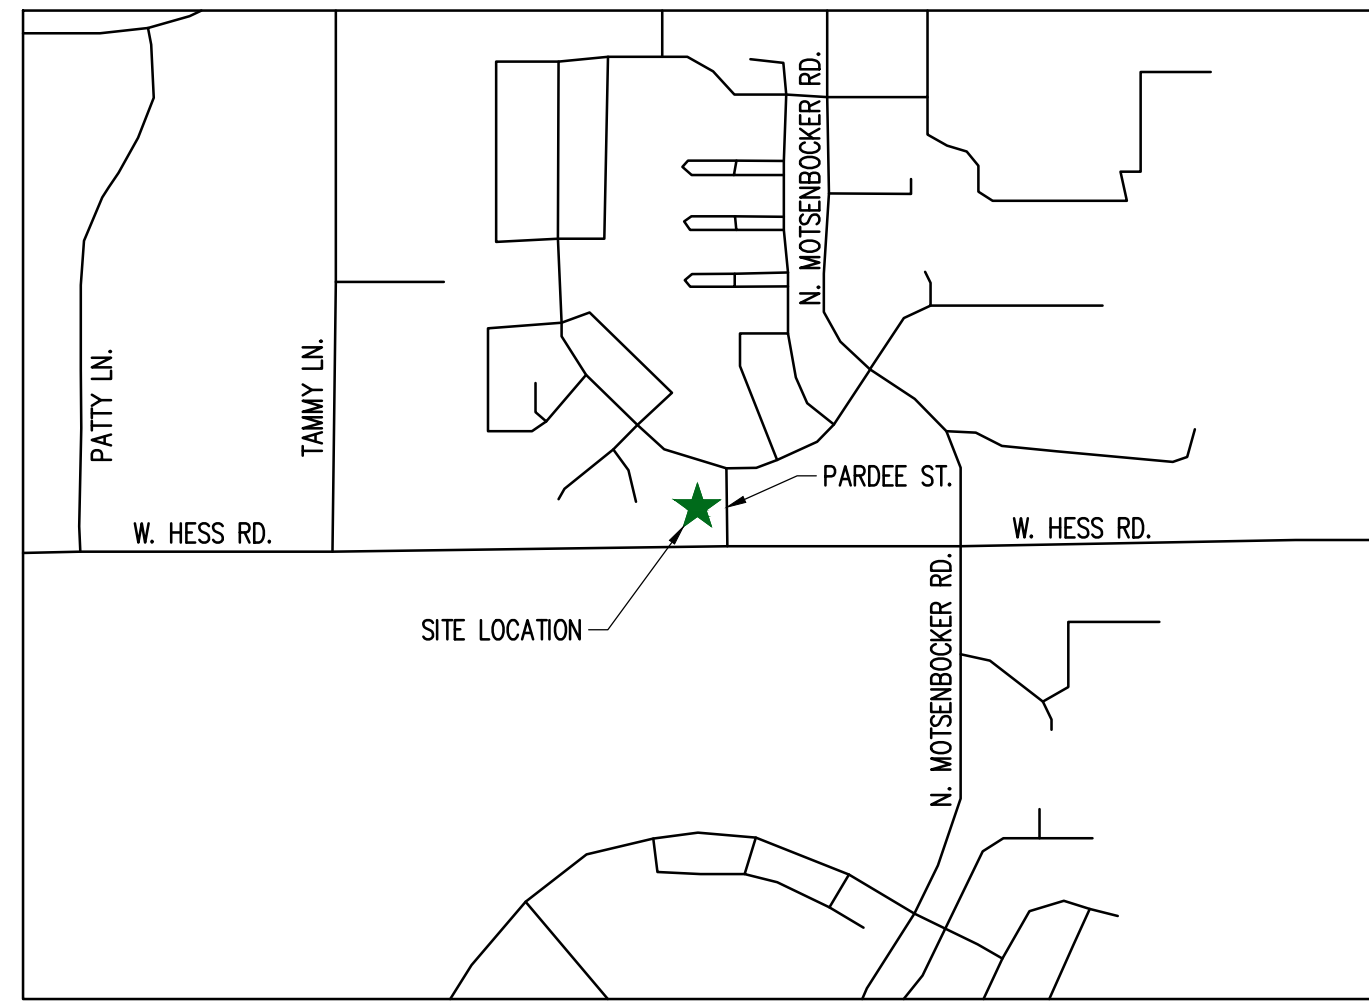 N. MOTSENBOCKER RD.
PATTY LN.
TAMMY LN.
PARDEE ST.
W. HESS RD.
W. HESS RD.
SITE LOCATION
N. MOTSENBOCKER RD.